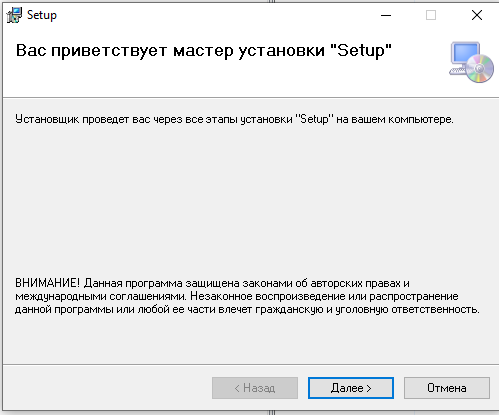 Setup
Вас приветствует мастер установки "Setup"
Установщик проведет вас через все этапы установки "Setup" на вашем компьютере.
ВНИМАНИЕ! Данная программа защищена законами об авторских правах и
международными соглашениями. Незаконное воспроизведение или распространение
данной программы или любой ее части влечет гражданскую и уголовную ответственность.
< Назад
Далее >
Отмена